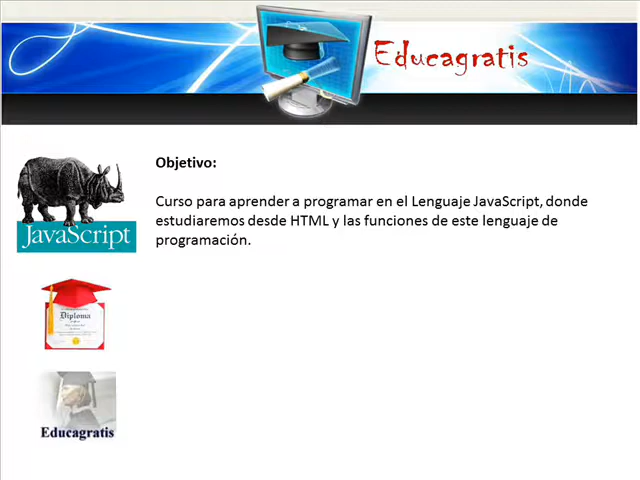 Educagratis
Objetivo:
Curso para aprender a programar en el Lenguaje JavaScript, donde
estudiaremos desde HTML y las funciones de este lenguaje de
programación.
JavaScript
Diploma
Educagratis